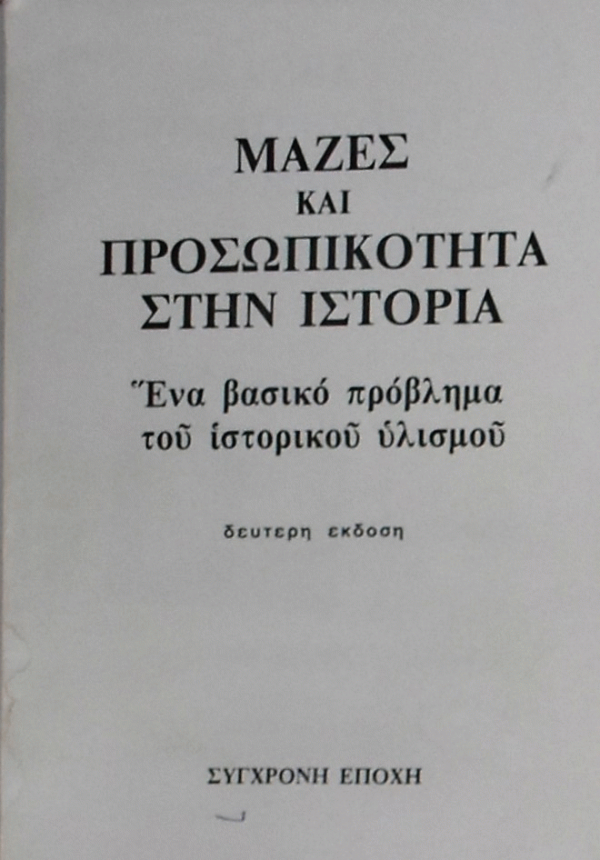 ΜΑΖΕΣ
ΚΑΙ
ΠΡΟΣΩΠΙΚΟΤΗΤΑ
ΣΤΗΝ ΙΣΤΟΡΙΑ
Ἕνα βασικό πρόβλημα
τοῦ ἱστορικοῦ ὑλισμοῦ
δευτερη εκδοση
ΣΥΓΧΡΟΝΗ ΕΠΟΧΗ